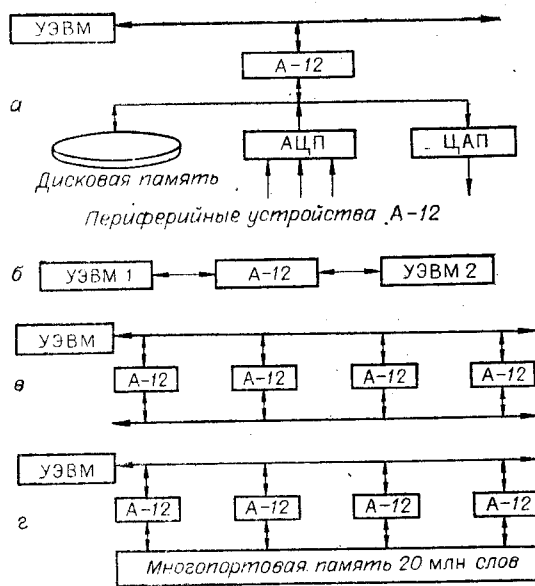 УЭВМ
А-12
а
АЦП
ЦАП
Дисковая память
Периферийные устройства А-12
б УЭВМ 1 А-12 УЭВМ 2
УЭВМ
в А-12 А-12 А-12 А-12
УЭВМ
г А-12 А-12 А-12 А-12
Многопортовая память 20 млн слов